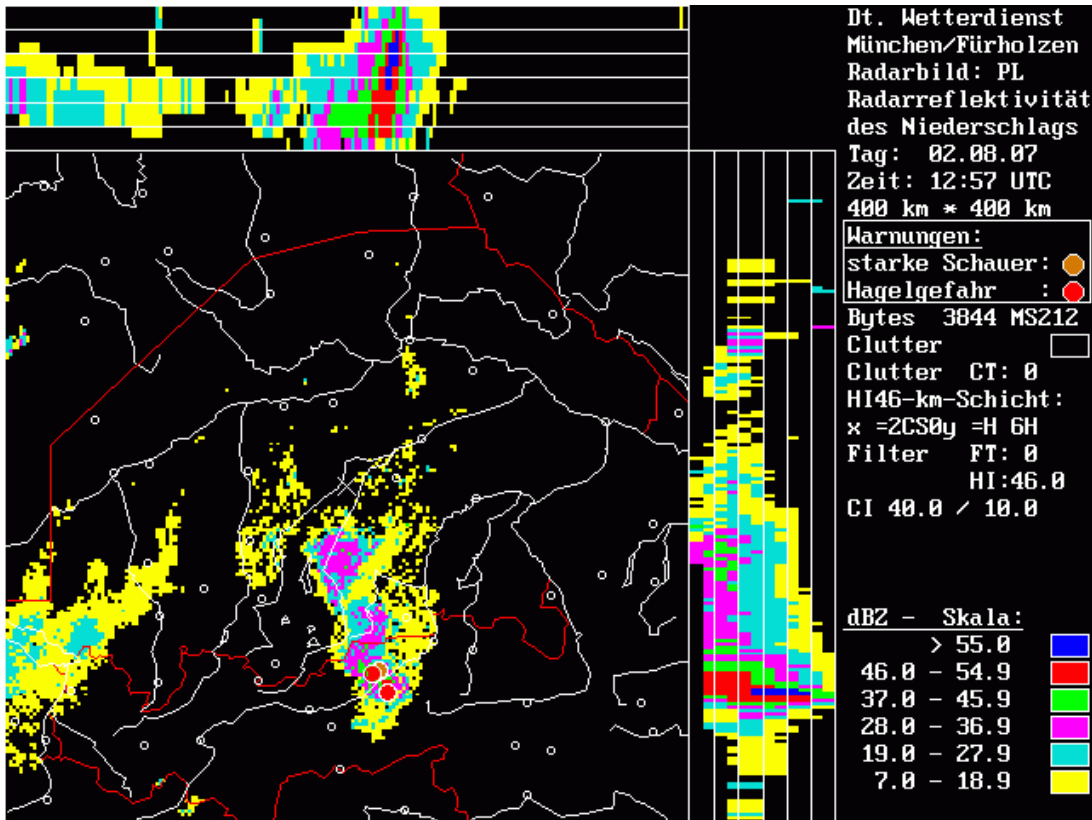 Dt. Wetterdienst
München/Fürholzen
Radarbild: PL
Radarreflektivität
des Niederschlags
Tag: 02.08.07
Zeit: 12:57 UTC
400 km * 400 km
Warnungen:
starke Schauer:
Hagelgefahr :
Bytes 3844 MS212
Clutter
Clutter CT: 0
HI46-km-Schicht:
x =2CS0y =H 6H
Filter FT: 0
HI:46.0
CI 40.0 / 10.0
dBZ - Skala:
> 55.0
46.0 - 54.9
37.0 - 45.9
28.0 - 36.9
19.0 - 27.9
7.0 - 18.9